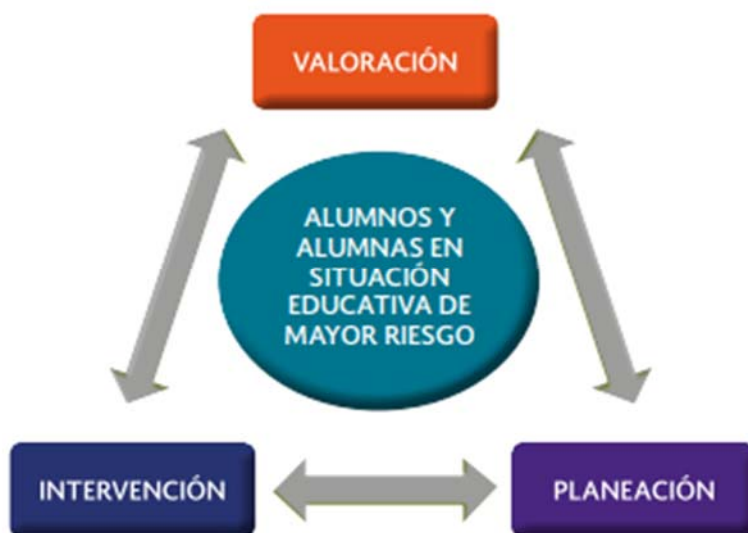 VALORACIÓN
ALUMNOS Y
ALUMNAS EN
SITUACIÓN
EDUCATIVA DE
MAYOR RIESGO
INTERVENCIÓN
PLANEACIÓN